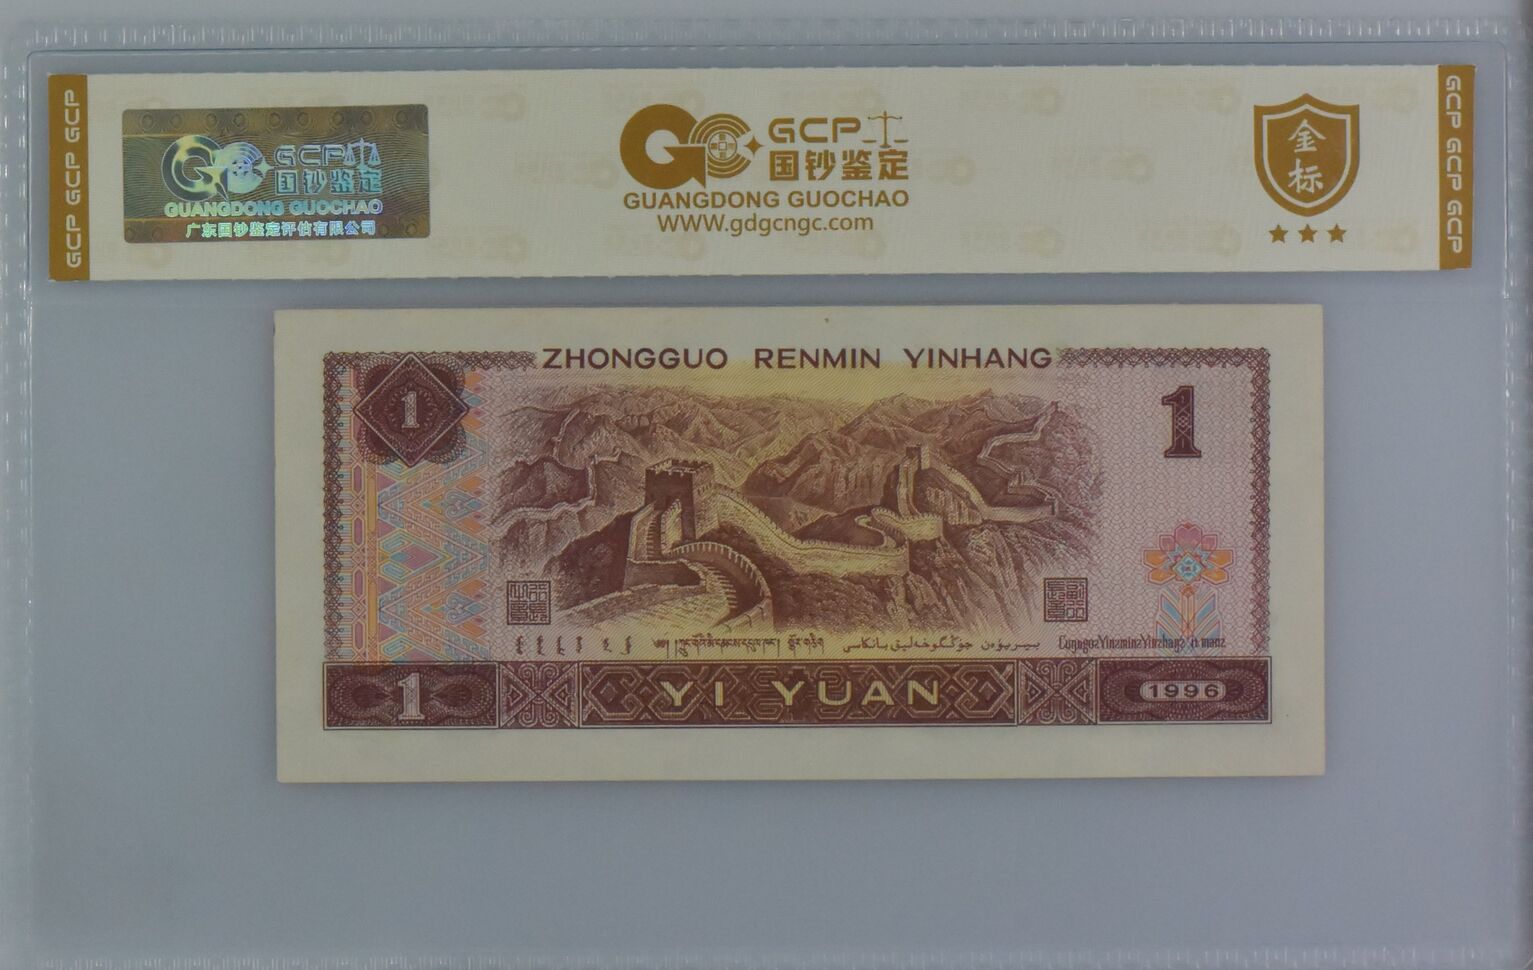 GCP GCP GCP
GCP 国钞鉴定
GUANGDONG GUOCHAO
广东国钞鉴定评估有限公司
GCP
国钞鉴定
GUANGDONG GUOCHAO
WWW.gdgcngc.com
金标
GCP GCP GCP
ZHONGGUO RENMIN YINHANG
1
1
1
YI YUAN
1996